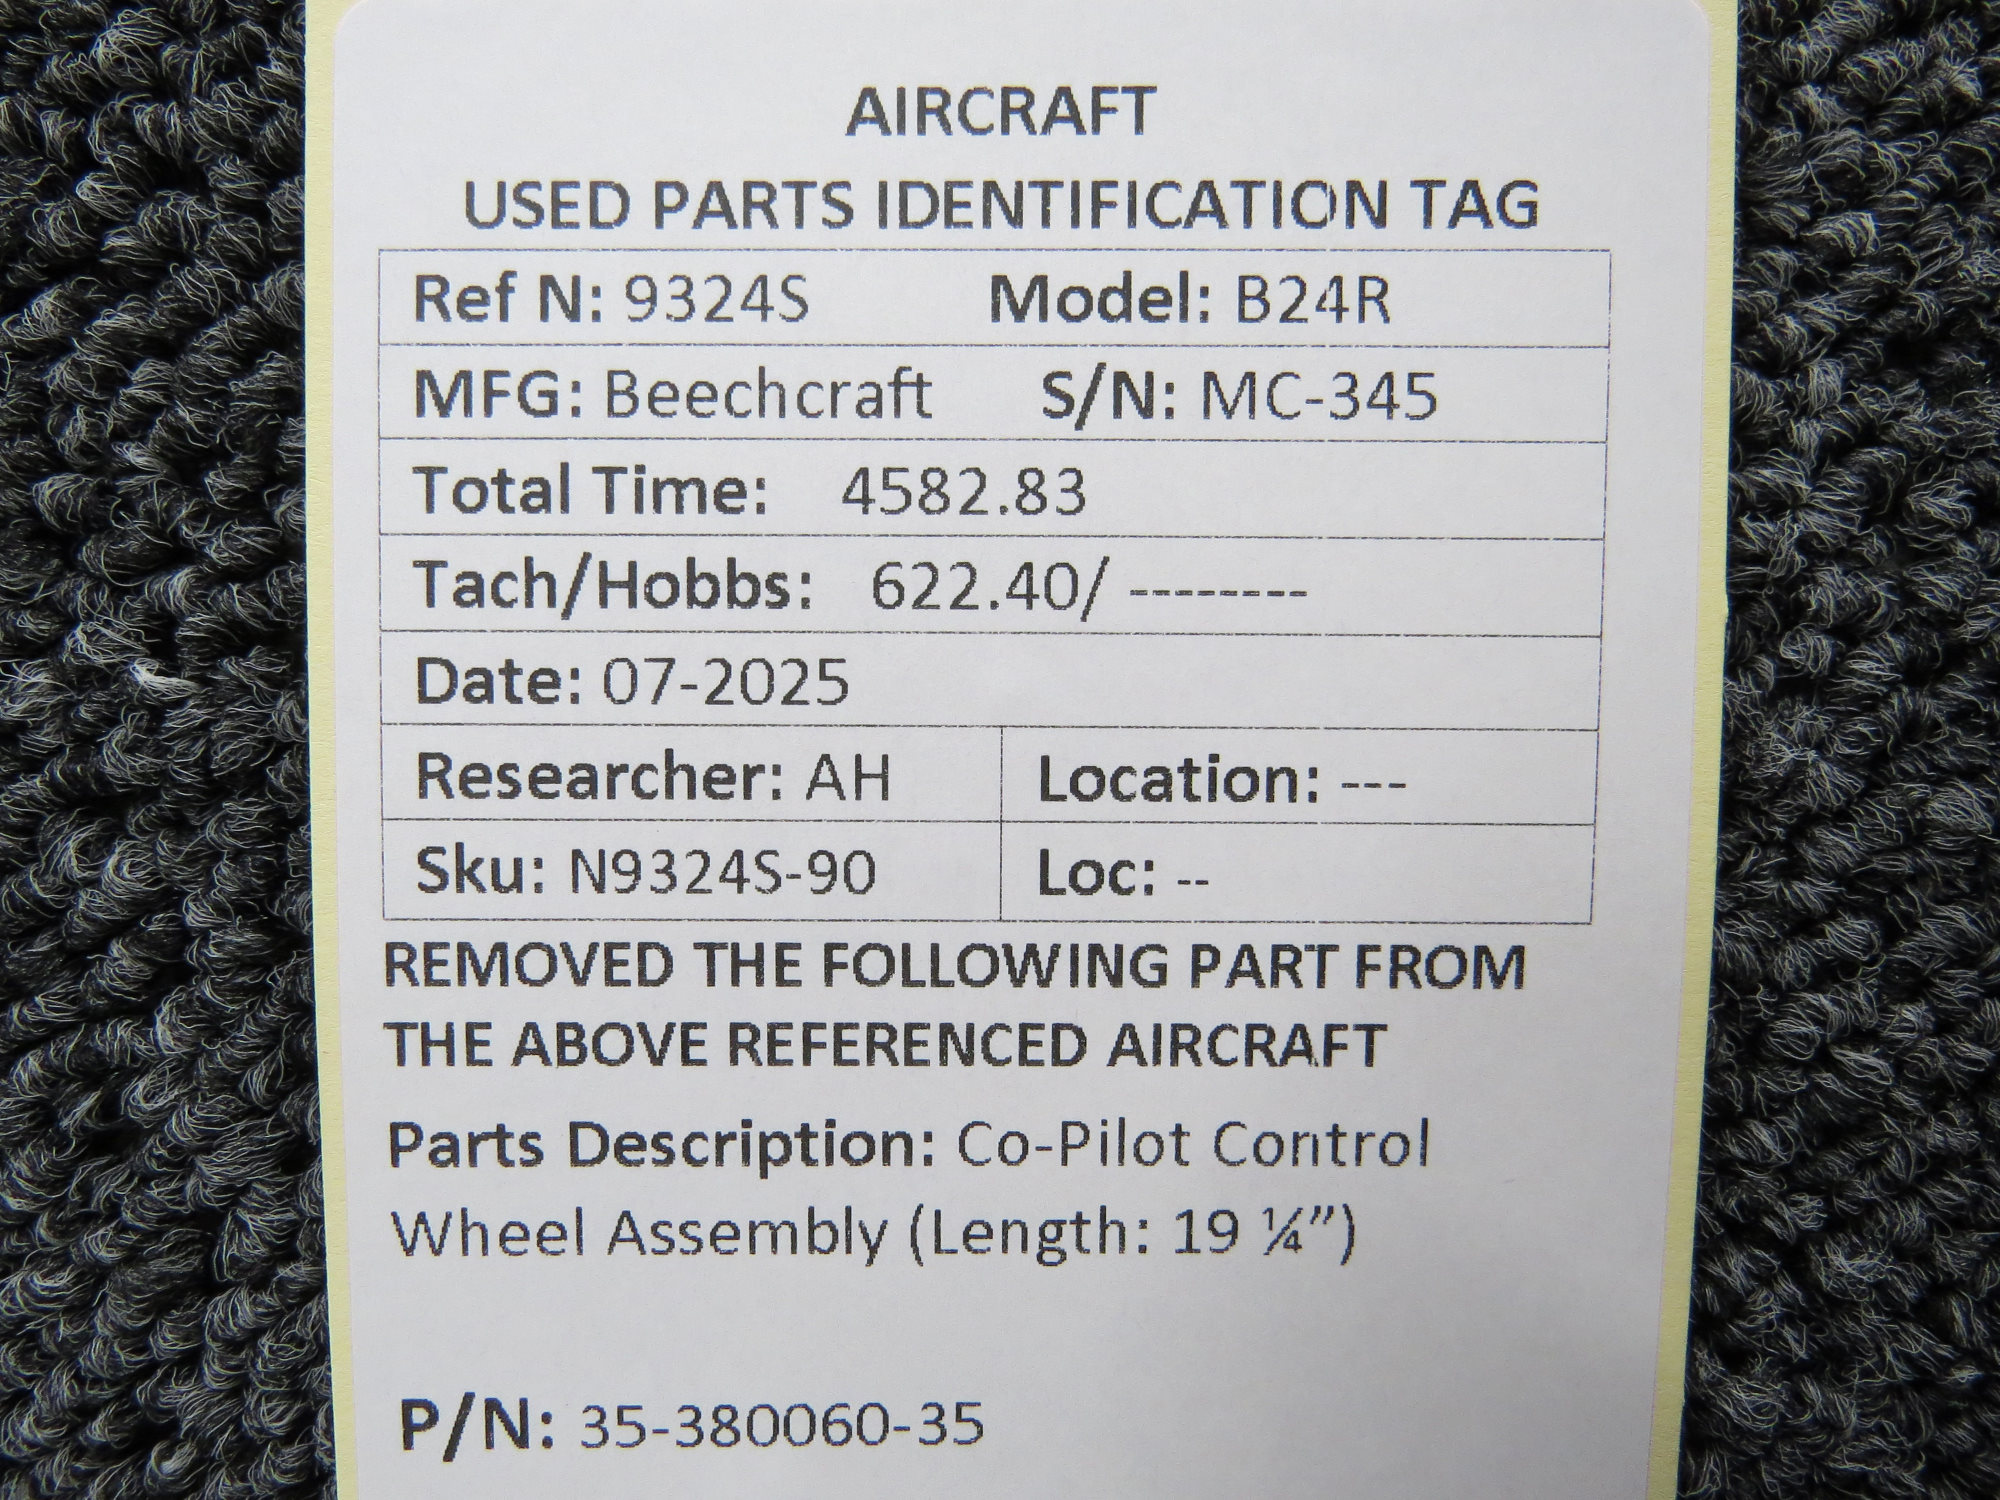 AIRCRAFT
USED PARTS IDENTIFICATION TAG
Ref N: 9324S Model: B24R
MFG: Beechcraft S/N: MC-345
Total Time: 4582.83
Tach/Hobbs: 622.40/ --------
Date: 07-2025
Researcher: AH Location: ---
Sku: N9324S-90 Loc: --
REMOVED THE FOLLOWING PART FROM
THE ABOVE REFERENCED AIRCRAFT
Parts Description: Co-Pilot Control
Wheel Assembly (Length: 19 ¼”)
P/N: 35-380060-35